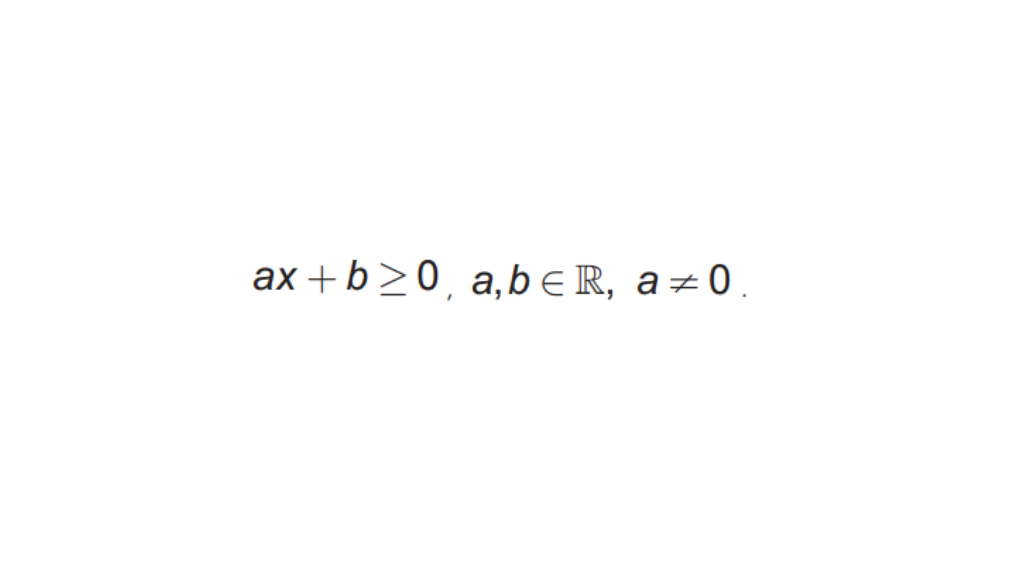 ax + b ≥ 0, a,b ∈ ℝ, a ≠ 0.